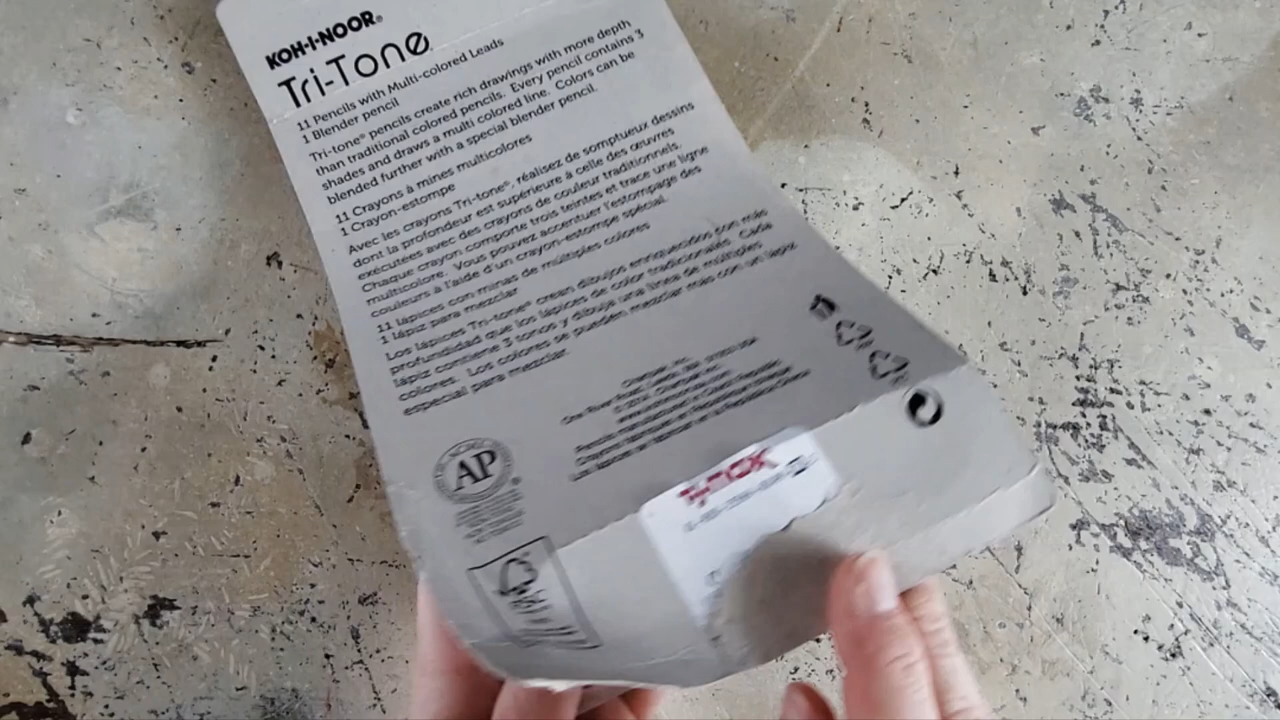 KOH-I-NOOR®
Tri-Tone
11 Pencils with Multi-colored Leads
1 Blender pencil
Tri-tone® pencils create rich drawings with more depth
than traditional colored pencils. Every pencil contains 3
shades and draws a multi colored line. Colors can be
blended further with a special blender pencil.
11 Crayons à mines multicolores
1 Crayon-estompe
Avec les crayons Tri-tone®, réalisez de somptueux dessins
dont la profondeur est supérieure à celle des œuvres
exécutées avec des crayons de couleur traditionnels.
Chaque crayon comporte trois teintes et trace une ligne
multicolore. Vous pouvez accentuer l'estompage des
couleurs à l'aide d'un crayon-estompe spécial.
11 lápices con minas de múltiples colores
1 lápiz para mezclar
Los lápices Tri-tone® crean dibujos enriquecidos con más
profundidad que los lápices de color tradicionales. Cada
lápiz contiene 3 tonos y dibuja una línea de múltiples
colores. Los colores se pueden mezclar más con un lápiz
especial para mezclar.
AP